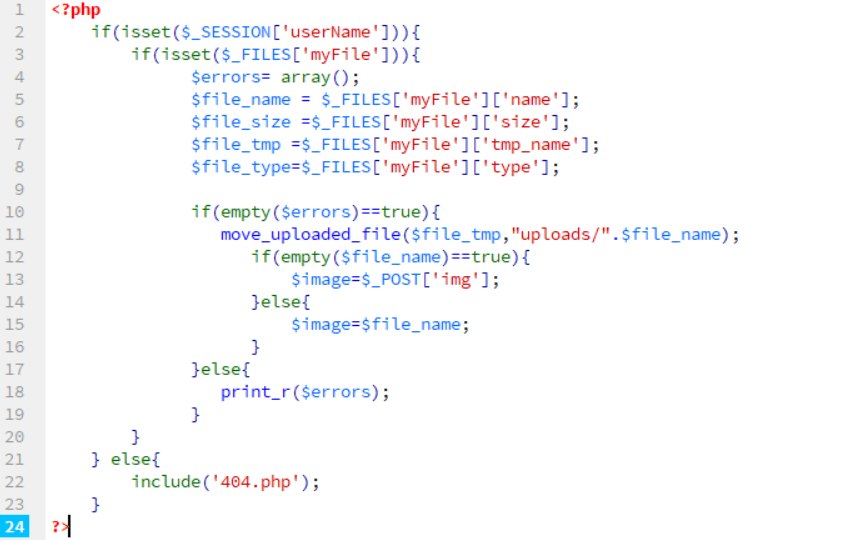 1 <?php
2 if(isset($_SESSION['userName'])){
3 if(isset($_FILES['myFile'])){
4 $errors= array();
5 $file_name = $_FILES['myFile']['name'];
6 $file_size =$_FILES['myFile']['size'];
7 $file_tmp =$_FILES['myFile']['tmp_name'];
8 $file_type=$_FILES['myFile']['type'];
9
10 if(empty($errors)==true){
11 move_uploaded_file($file_tmp,"uploads/".$file_name);
12 if(empty($file_name)==true){
13 $image=$_POST['img'];
14 }else{
15 $image=$file_name;
16 }
17 }else{
18 print_r($errors);
19 }
20 }
21 } else{
22 include('404.php');
23 }
24 ?>